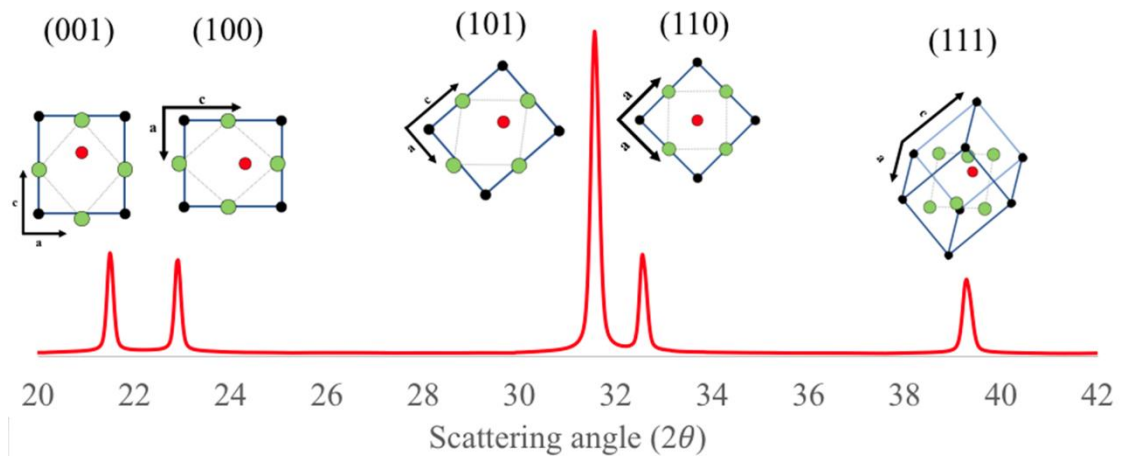 (001)
(100)
(101)
(110)
(111)
c
a
c
a
c
a
a
a
c
a
20 22 24 26 28 30 32 34 36 38 40 42
Scattering angle (2θ)